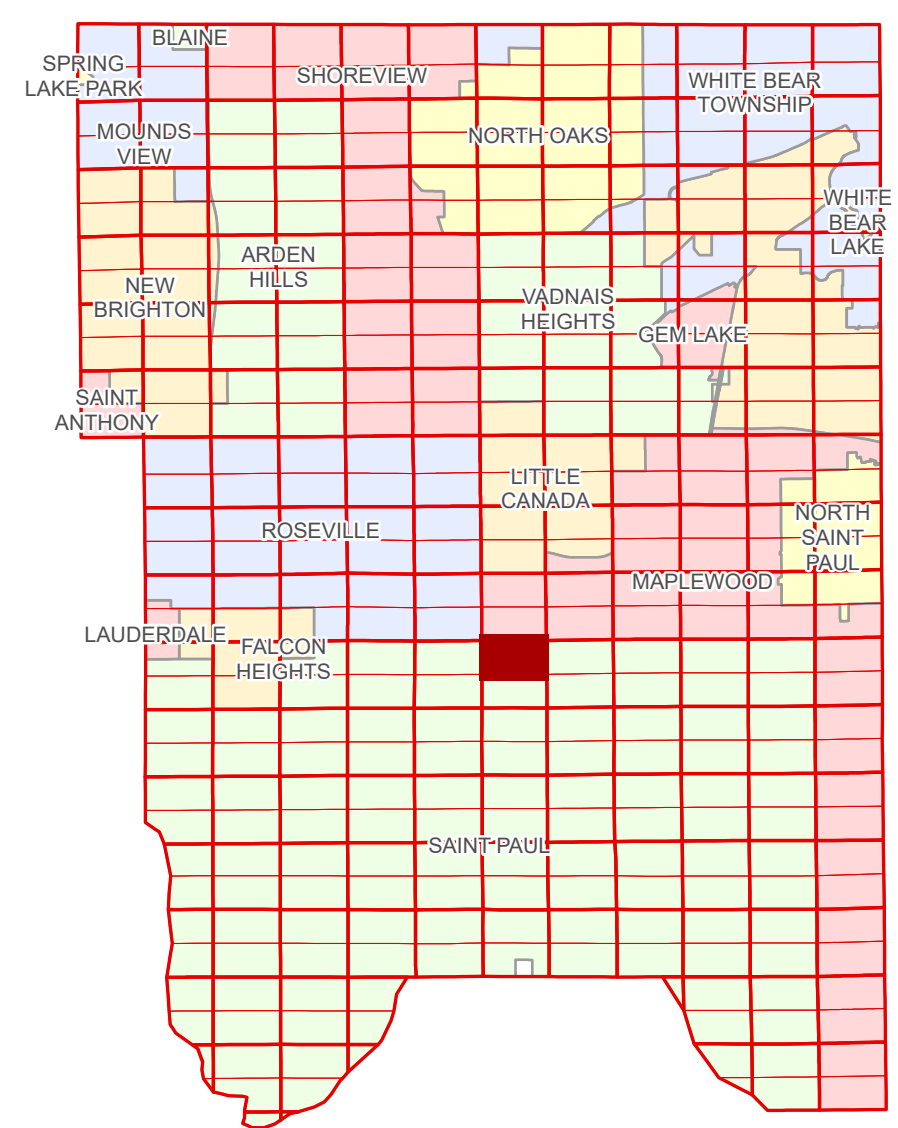 BLAINE
SPRING
LAKE PARK
SHOREVIEW
WHITE BEAR
TOWNSHIP
MOUNDS
VIEW
NORTH OAKS
WHITE
BEAR
LAKE
ARDEN
HILLS
NEW
BRIGHTON
VADNAIS
HEIGHTS
GEM LAKE
SAINT
ANTHONY
LITTLE
CANADA
NORTH
SAINT
PAUL
ROSEVILLE
MAPLEWOOD
LAUDERDALE
FALCON
HEIGHTS
SAINT PAUL